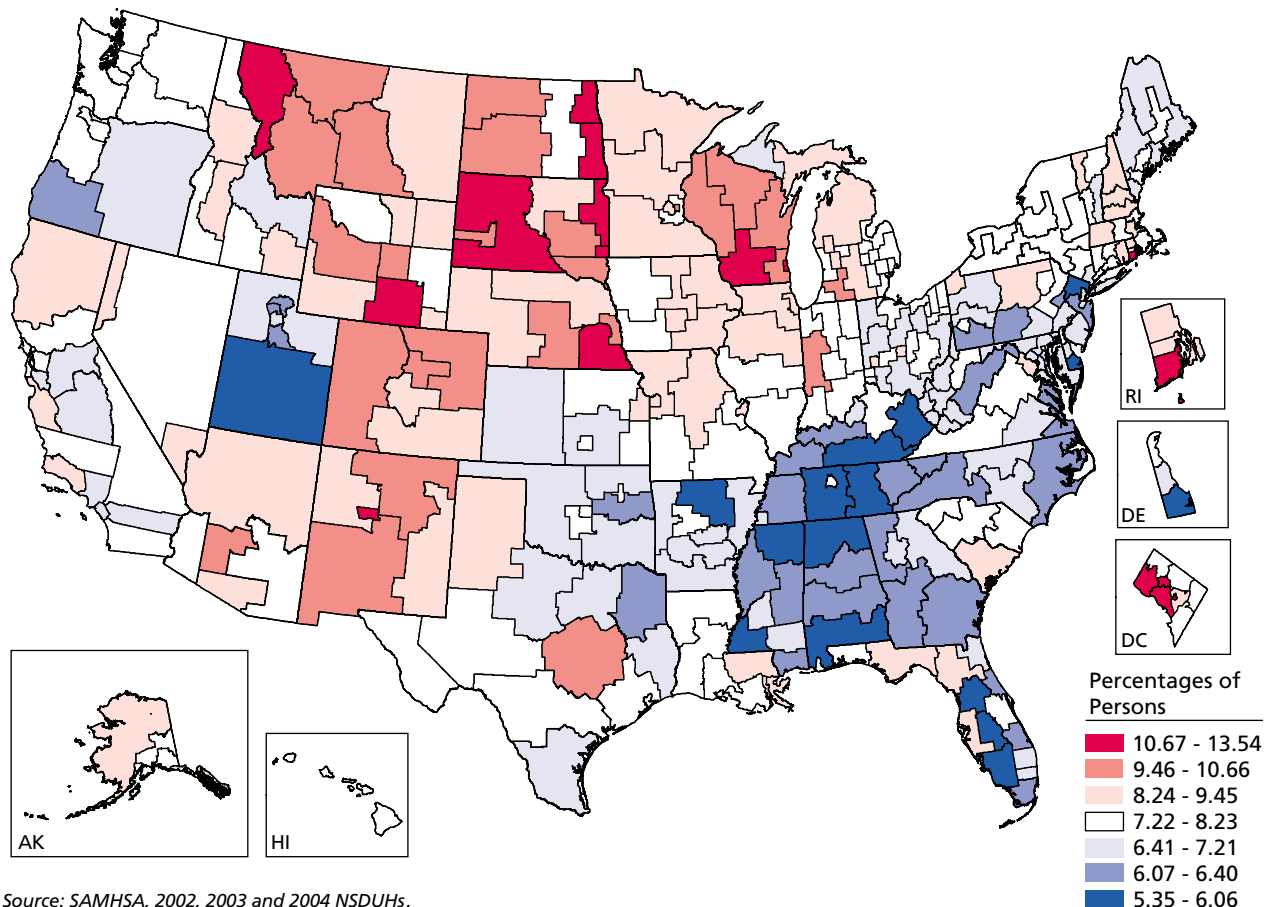 RI
DE
DC
AK
HI
Percentages of
Persons
10.67 - 13.54
9.46 - 10.66
8.24 - 9.45
7.22 - 8.23
6.41 - 7.21
6.07 - 6.40
5.35 - 6.06
Source: SAMHSA, 2002, 2003 and 2004 NSDUHs.